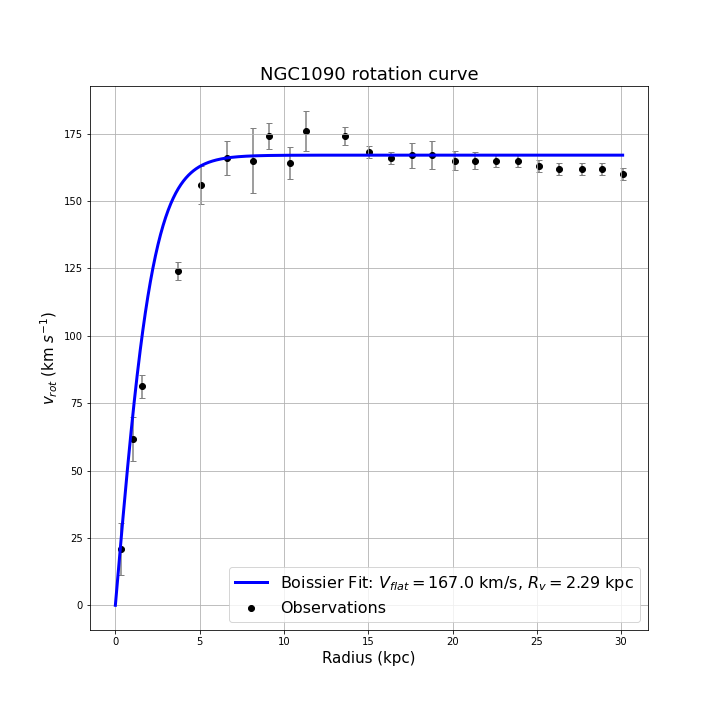 NGC1090 rotation curve
175
150
125
100
75
50
25
0
$v_{rot}$ (km $s^{-1}$)
Boissier Fit: $V_{flat} = 167.0$ km/s, $R_v = 2.29$ kpc
Observations
0 5 10 15 20 25 30
Radius (kpc)